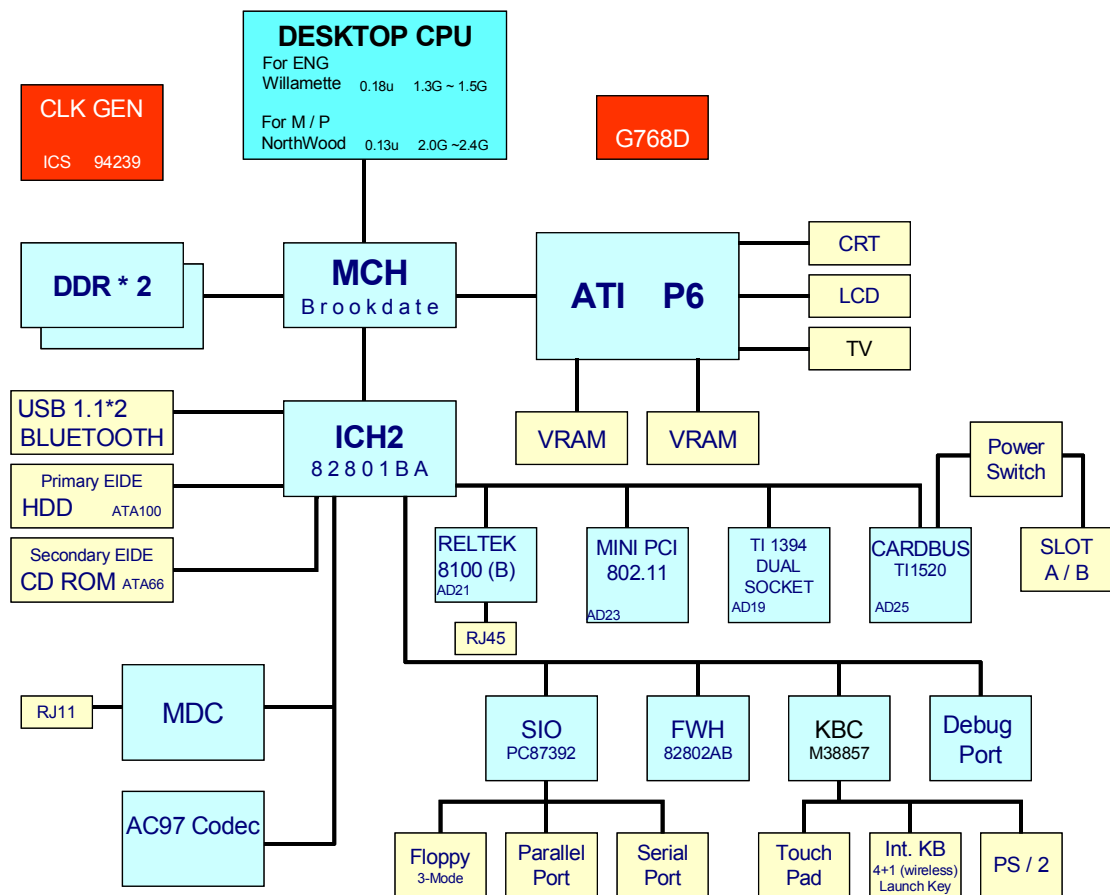 DESKTOP CPU
For ENG
Willamette 0.18u 1.3G ~ 1.5G
For M / P
NorthWood 0.13u 2.0G ~2.4G
CLK GEN
ICS 94239
G768D
DDR * 2
MCH
Brookdate
ATI P6
CRT
LCD
TV
VRAM
VRAM
USB 1.1*2
BLUETOOTH
ICH2
82801BA
Primary EIDE
HDD ATA100
Secondary EIDE
CD ROM ATA66
Power
Switch
SLOT
A / B
RELTEK
8100 (B)
AD21
RJ45
MINI PCI
802.11
AD23
TI 1394
DUAL
SOCKET
AD19
CARDBUS
TI1520
AD25
RJ11
MDC
AC97 Codec
SIO
PC87392
FWH
82802AB
KBC
M38857
Debug
Port
Floppy
3-Mode
Parallel
Port
Serial
Port
Touch
Pad
Int. KB
4+1 (wireless)
Launch Key
PS / 2